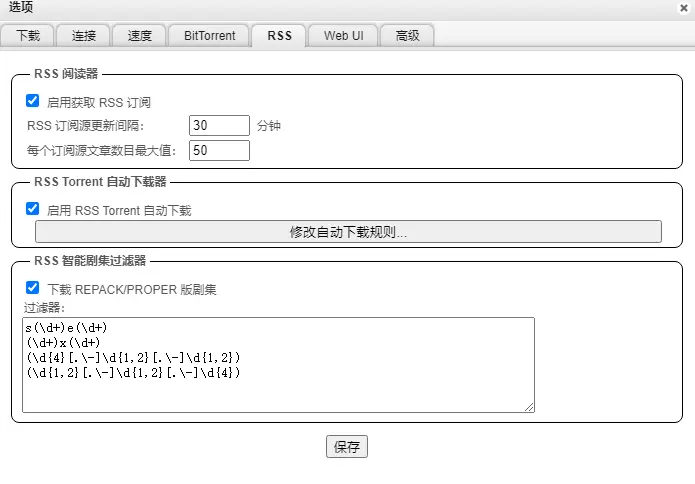 选项
下载 连接 速度 BitTorrent RSS Web UI 高级
RSS 阅读器
启用获取 RSS 订阅
RSS 订阅源更新间隔： 30 分钟
每个订阅源文章数目最大值： 50
RSS Torrent 自动下载器
启用 RSS Torrent 自动下载
修改自动下载规则...
RSS 智能剧集过滤器
下载 REPACK/PROPER 版剧集
过滤器：
s(\d+)e(\d+)
(\d+)x(\d+)
(\d{4}[.\-]\d{1,2}[.\-]\d{1,2})
(\d{1,2}[.\-]\d{1,2}[.\-]\d{4})
保存